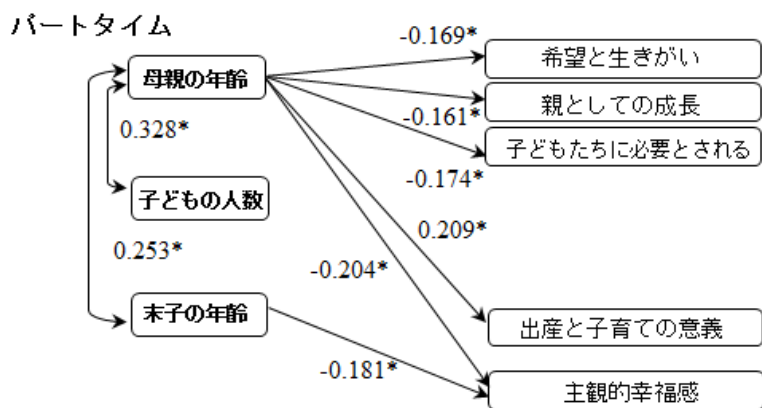 パートタイム
-0.169*
希望と生きがい
母親の年齢
親としての成長
-0.161*
0.328*
子どもたちに必要とされる
-0.174*
子どもの人数
0.209*
0.253*
-0.204*
末子の年齢
出産と子育ての意義
-0.181*
主観的幸福感